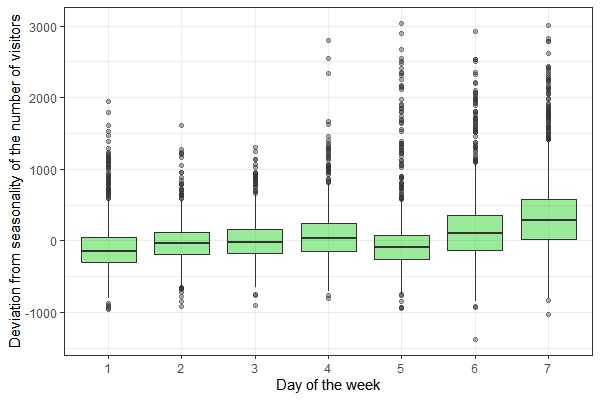 Deviation from seasonality of the number of visitors
3000
2000
1000
0
-1000
1 2 3 4 5 6 7
Day of the week